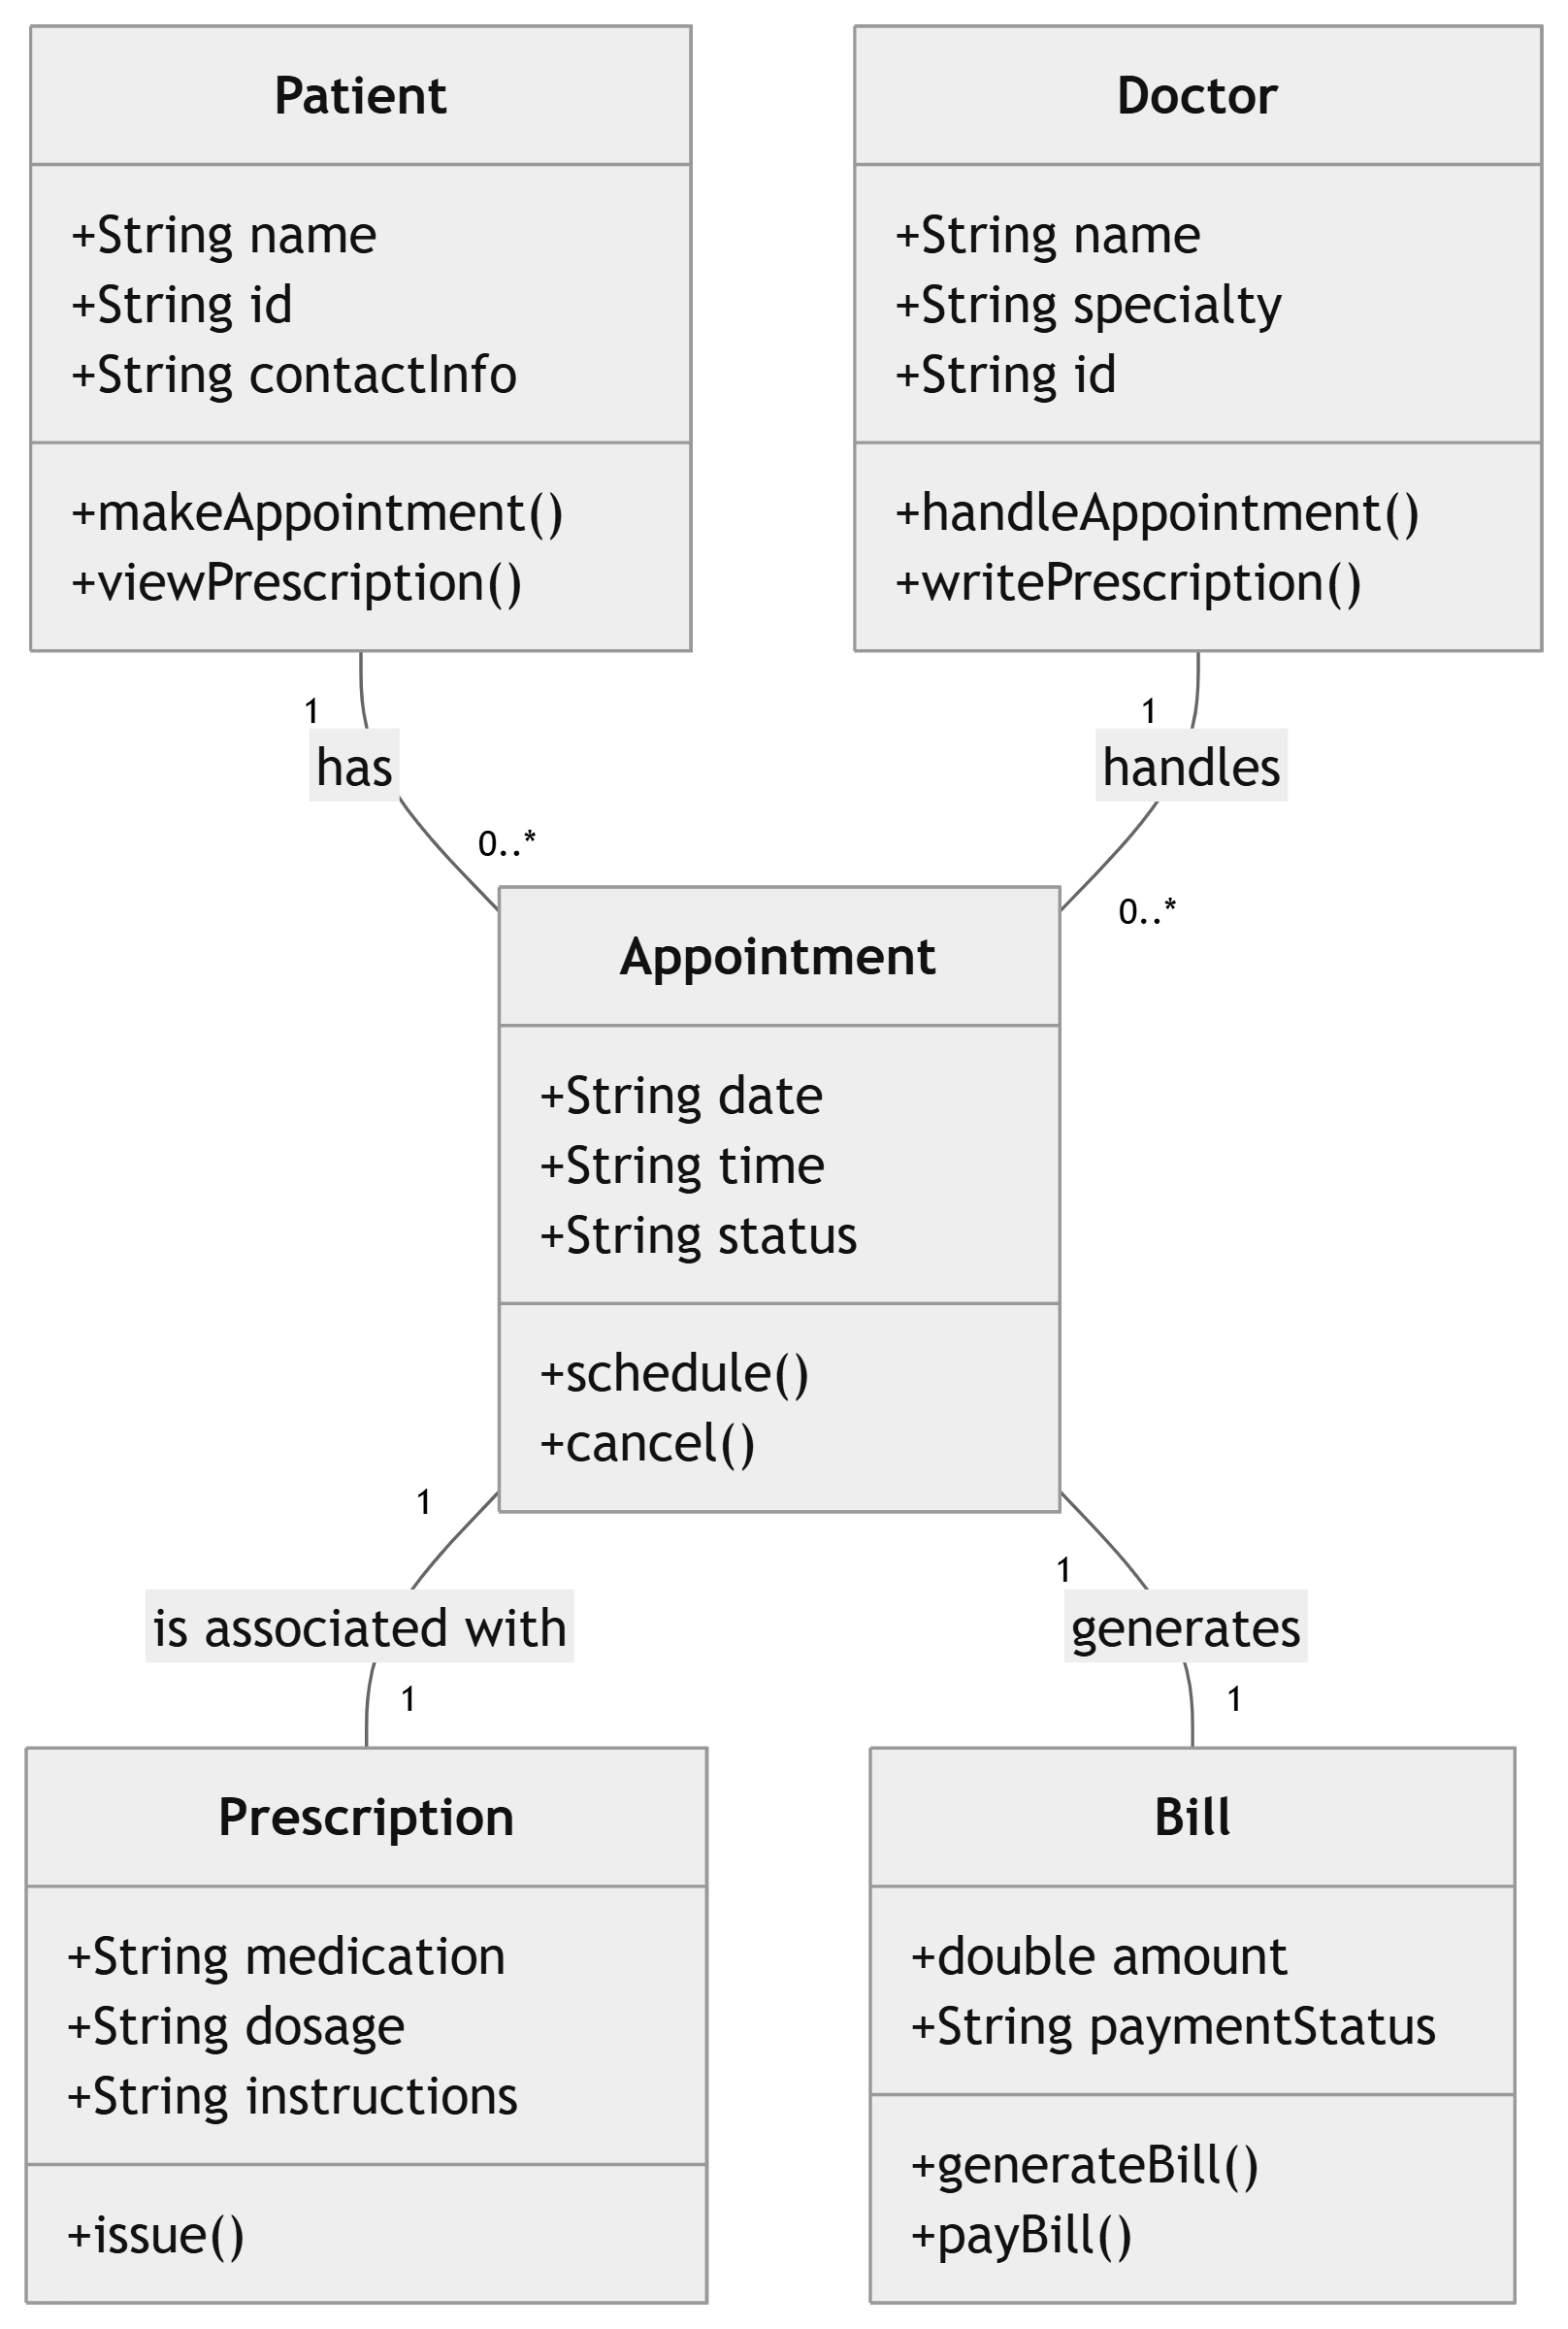 Patient
+String name
+String id
+String contactInfo
+makeAppointment()
+viewPrescription()
Doctor
+String name
+String specialty
+String id
+handleAppointment()
+writePrescription()
1
has
0..*
1
handles
0..*
Appointment
+String date
+String time
+String status
+schedule()
+cancel()
1
is associated with
1
1
generates
1
Prescription
+String medication
+String dosage
+String instructions
+issue()
Bill
+double amount
+String paymentStatus
+generateBill()
+payBill()